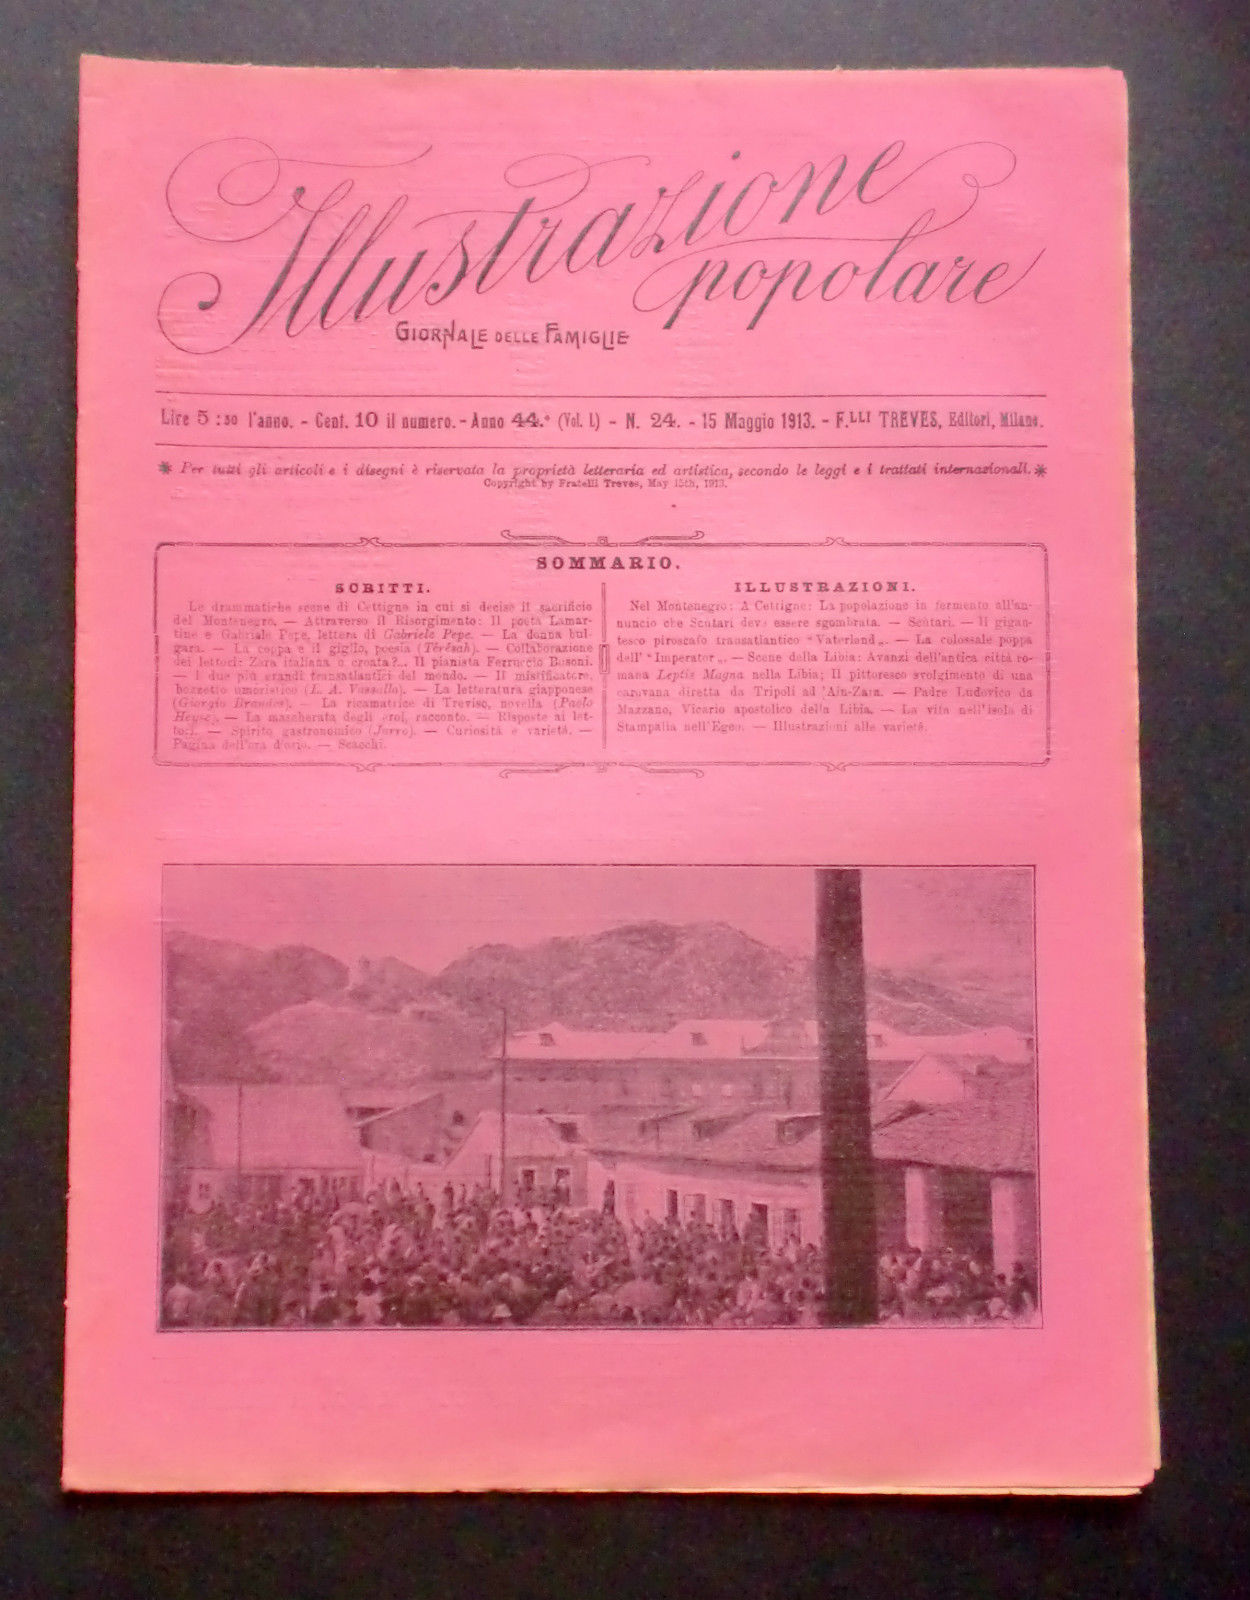 Illustrazione
popolare
GIORNALE DELLE FAMIGLIE
Lire 5 : 50 l'anno. - Cent. 10 il numero. - Anno 44.° (Vol. I.) - N. 24. - 15 Maggio 1913. - F.LLI TREVES, Editori, Milano.
* Per tutti gli articoli e i disegni è riservata la proprietà letteraria ed artistica, secondo le leggi e i trattati internazionali. *
Copyright by Fratelli Treves, May 15th, 1913.
SOMMARIO.
SCRITTI.
Le drammatiche scene di Cettigne in cui si decise il sacrificio
del Montenegro. — Attraverso il Risorgimento: Il poeta Lamar-
tine e Gabriele Pepe, lettera di Gabriele Pepe. — La donna bul-
gara. — La coppa e il giglio, poesia (Térésah). — Collaborazione
dei lettori: Zara italiana o croata?.. Il pianista Ferruccio Busoni.
— I due più grandi transatlantici del mondo. — Il mistificatore,
bozzetto umoristico (L. A. Vassallo). — La letteratura giapponese
(Giorgio Brandes). — La ricamatrice di Treviso, novella (Paolo
Heyse). — La mascherata degli eroi, racconto. — Risposte ai let-
tori. — Spirito gastronomico (Jarro). — Curiosità e varietà. —
Pagina dell'ora d'ozio. — Scacchi.
ILLUSTRAZIONI.
Nel Montenegro: A Cettigne: La popolazione in fermento all'an-
nuncio che Scutari deve essere sgombrata. — Scutari. — Il gigan-
tesco piroscafo transatlantico "Vaterland„. — La colossale poppa
dell' "Imperator„. — Scene della Libia: Avanzi dell'antica città ro-
mana Leptis Magna nella Libia; Il pittoresco svolgimento di una
carovana diretta da Tripoli ad Ain-Zara. — Padre Ludovico da
Mazzano, Vicario apostolico della Libia. — La vita nell'isola di
Stampalia nell'Egeo. — Illustrazioni alle varietà.